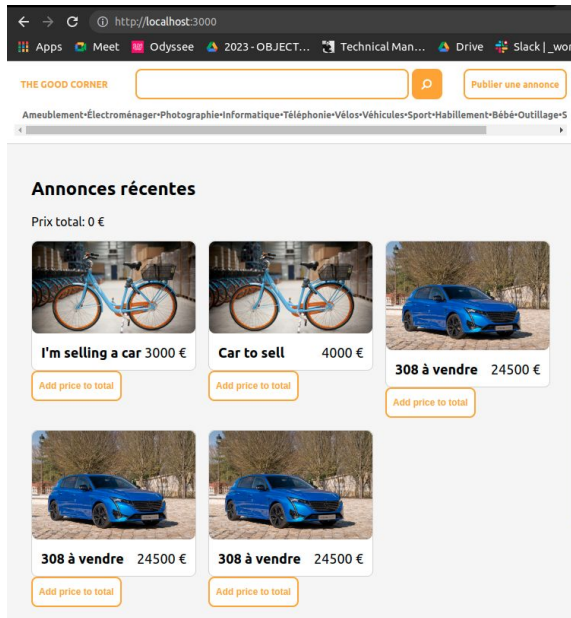 http://localhost:3000
Apps Meet Odyssee 2023 - OBJECT... Technical Man... Drive Slack |_wor
THE GOOD CORNER Publier une annonce
Ameublement•Électroménager•Photographie•Informatique•Téléphonie•Vélos•Véhicules•Sport•Habillement•Bébé•Outillage•S
Annonces récentes
Prix total: 0 €
I'm selling a car 3000 €
Add price to total
Car to sell 4000 €
Add price to total
308 à vendre 24500 €
Add price to total
308 à vendre 24500 €
Add price to total
308 à vendre 24500 €
Add price to total